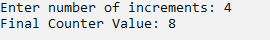 Enter number of increments: 4
Final Counter Value: 8